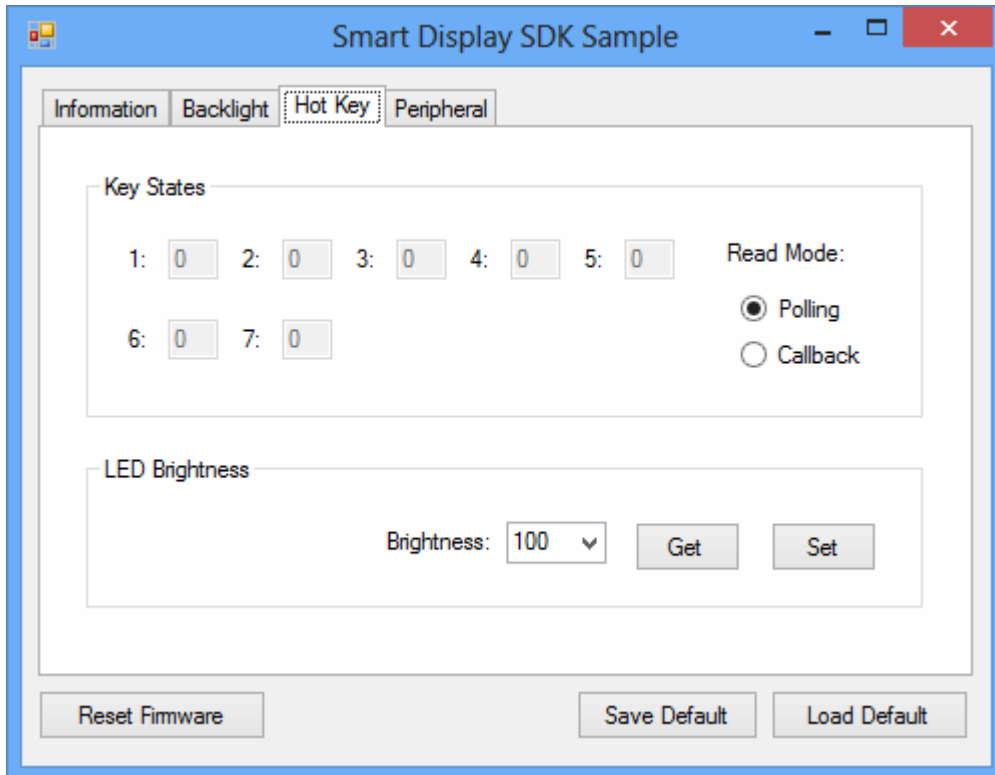 Smart Display SDK Sample
Information Backlight Hot Key Peripheral
Key States
1: 0 2: 0 3: 0 4: 0 5: 0 Read Mode:
Polling
6: 0 7: 0
Callback
LED Brightness
Brightness: 100 Get Set
Reset Firmware Save Default Load Default